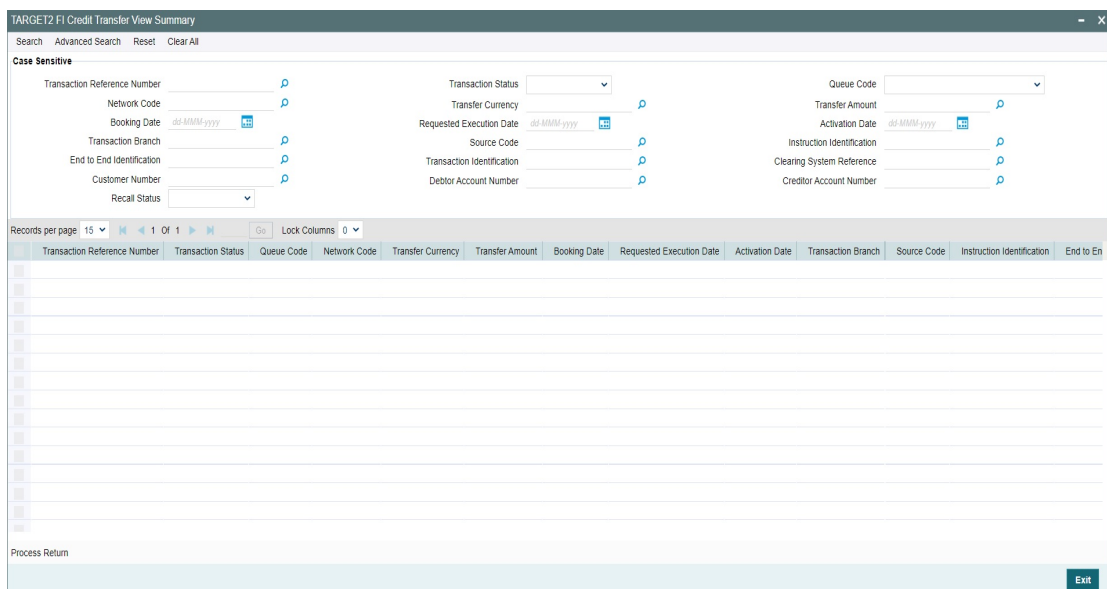 TARGET2 FI Credit Transfer View Summary - X
Search Advanced Search Reset Clear All
Case Sensitive
Transaction Reference Number Transaction Status Queue Code
Network Code Transfer Currency Transfer Amount
Booking Date dd-MMM-yyyy Requested Execution Date dd-MMM-yyyy Activation Date dd-MMM-yyyy
Transaction Branch Source Code Instruction Identification
End to End Identification Transaction Identification Clearing System Reference
Customer Number Debtor Account Number Creditor Account Number
Recall Status
Records per page 15 1 Of 1 Go Lock Columns 0
Transaction Reference Number Transaction Status Queue Code Network Code Transfer Currency Transfer Amount Booking Date Requested Execution Date Activation Date Transaction Branch Source Code Instruction Identification End to En
Process Return
Exit